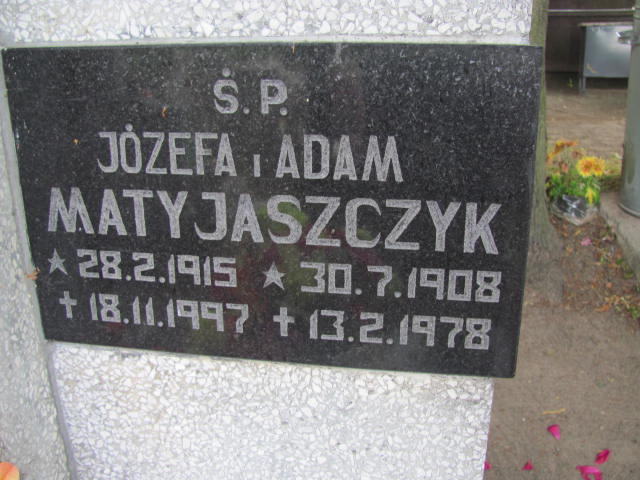 Ś.P.
JÓZEFA i ADAM
MATYJASZCZYK
★ 28.2.1915 ★ 30.7.1908
✝ 18.11.1997 ✝ 13.2.1978